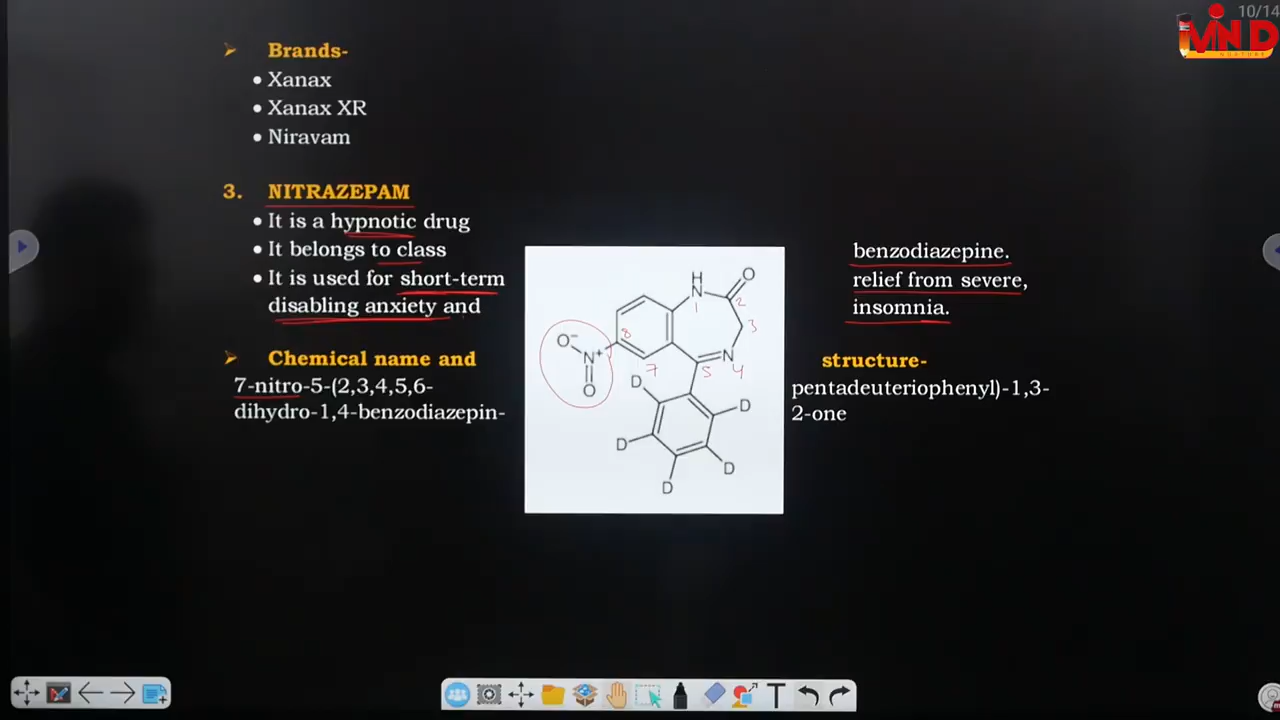 10/14
MIND
NURTURE
Brands-
• Xanax
• Xanax XR
• Niravam
3. NITRAZEPAM
• It is a hypnotic drug
• It belongs to class benzodiazepine.
• It is used for short-term relief from severe,
disabling anxiety and insomnia.
Chemical name and structure-
7-nitro-5-(2,3,4,5,6-pentadeuteriophenyl)-1,3-
dihydro-1,4-benzodiazepin-2-one
H
N
O
1
2
3
8
O⁻
N⁺
O
7
5
N
4
D
D
D
D
D
T